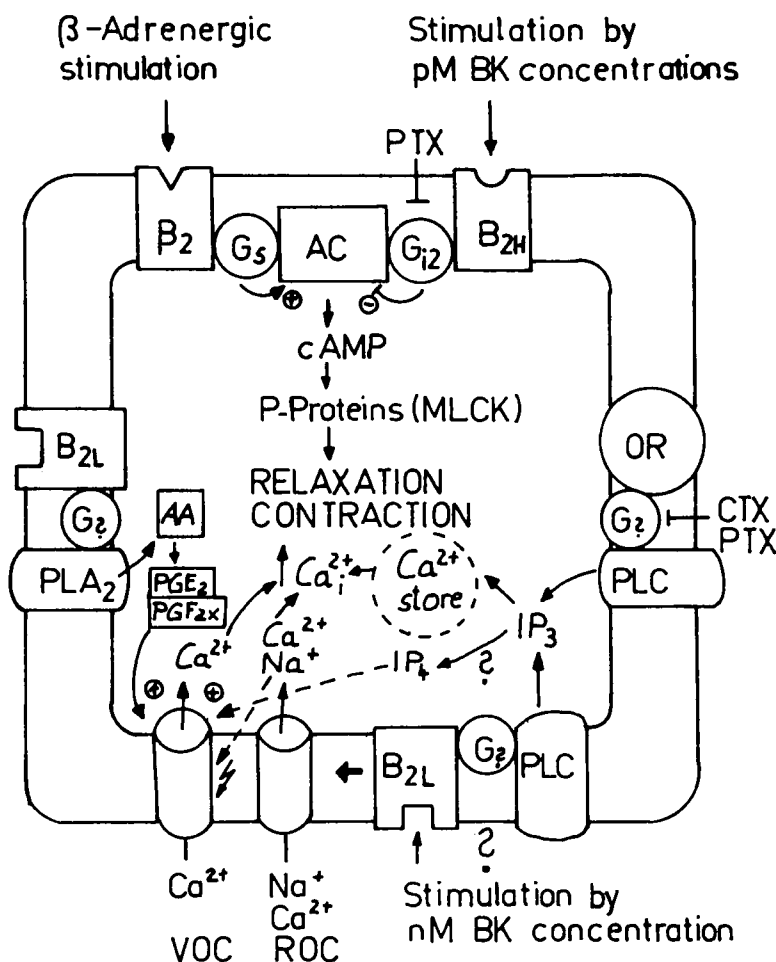 β-Adrenergic
stimulation
Stimulation by
pM BK concentrations
PTX
β2
Gs
AC
Gi2
B2H
⊕
⊖
cAMP
P-Proteins (MLCK)
B2L
OR
RELAXATION
CONTRACTION
G?
AA
G?
CTX
PTX
PLA2
PGE2
PGF2x
Ca2+i
Ca2+
store
PLC
Ca2+
Ca2+
Na+
IP4
?
IP3
⊕
⊕
B2L
G?
PLC
?
Ca2+
Na+
Ca2+
VOC
ROC
Stimulation by
nM BK concentration